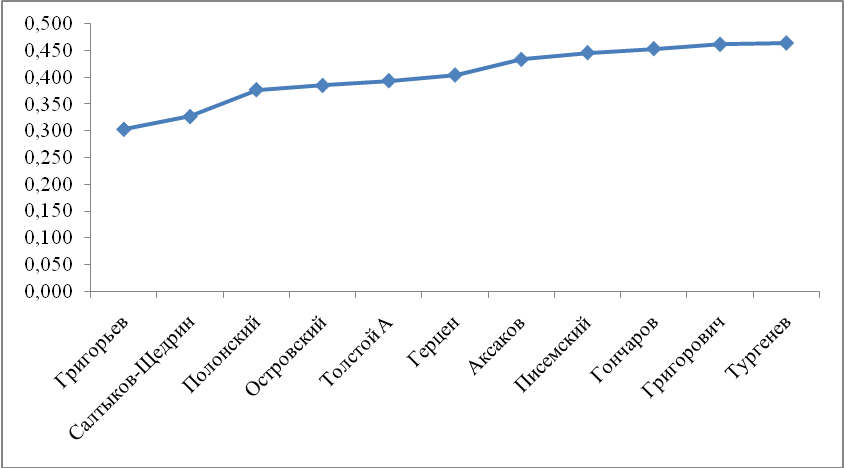 0,500
0,450
0,400
0,350
0,300
0,250
0,200
0,150
0,100
0,050
0,000
Григорьев
Салтыков-Щедрин
Полонский
Островский
Толстой А
Герцен
Аксаков
Писемский
Гончаров
Григорович
Тургенев